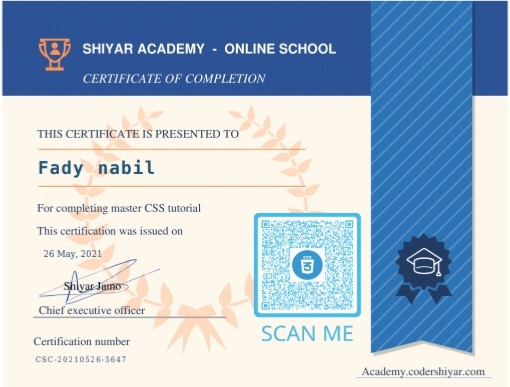 SHIYAR ACADEMY - ONLINE SCHOOL
CERTIFICATE OF COMPLETION
THIS CERTIFICATE IS PRESENTED TO
Fady nabil
For completing master CSS tutorial
This certification was issued on
26 May, 2021
Shiyar Jamo
Chief executive officer
Certification number
CSC-20210526-5647
SCAN ME
Academy.codershiyar.com